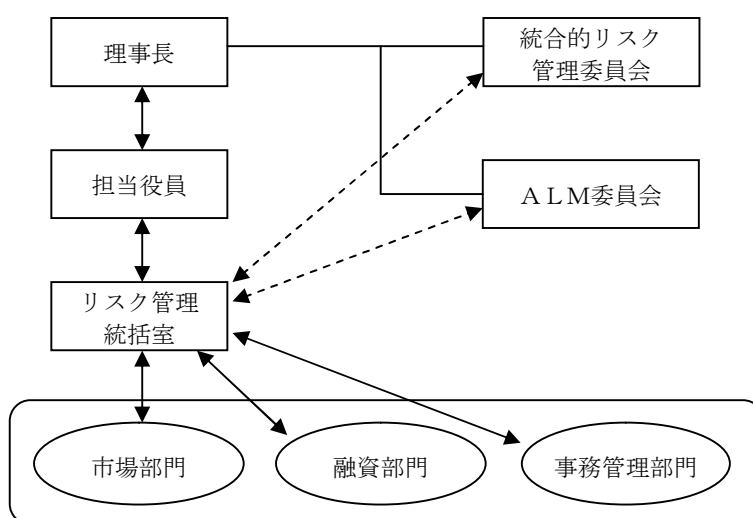 理事長
統合的リスク
管理委員会
担当役員
ＡＬＭ委員会
リスク管理
統括室
市場部門
融資部門
事務管理部門